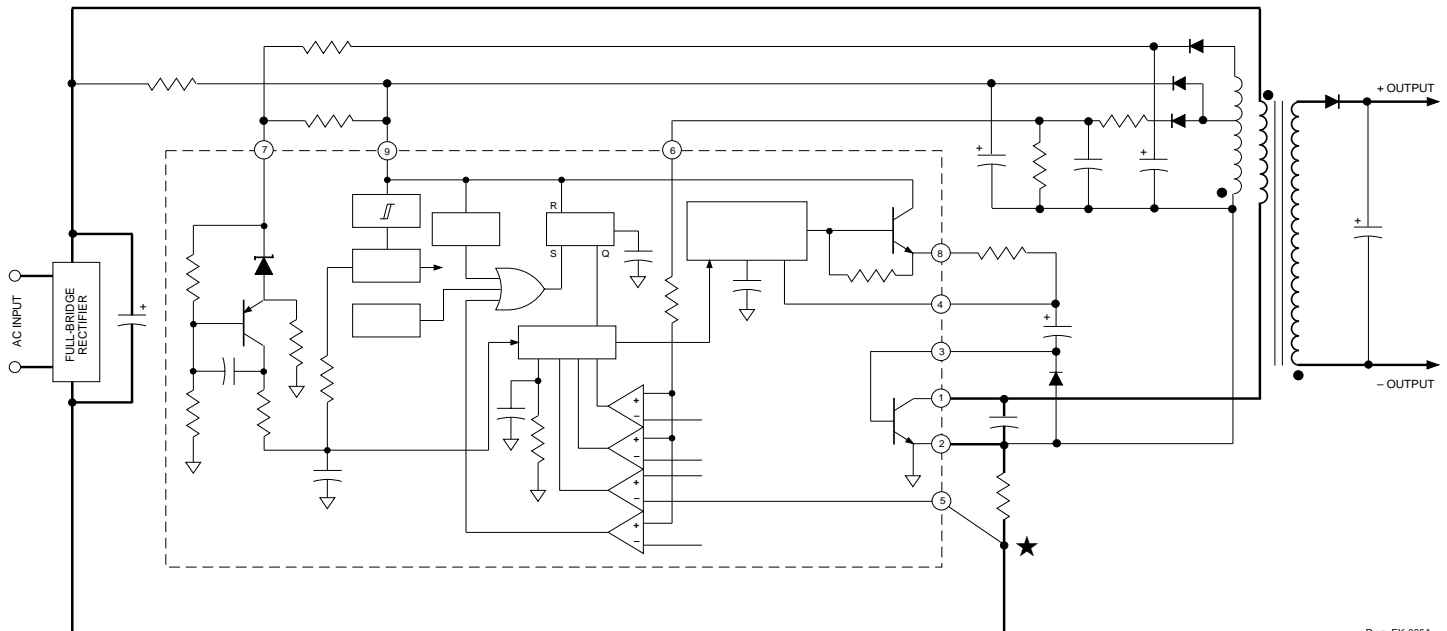 + OUTPUT
+
+
7
9
6
+
R
S
Q
8
+
AC INPUT
FULL-BRIDGE
RECTIFIER
+
4
+
3
– OUTPUT
1
+
–
2
+
–
+
–
5
+
–